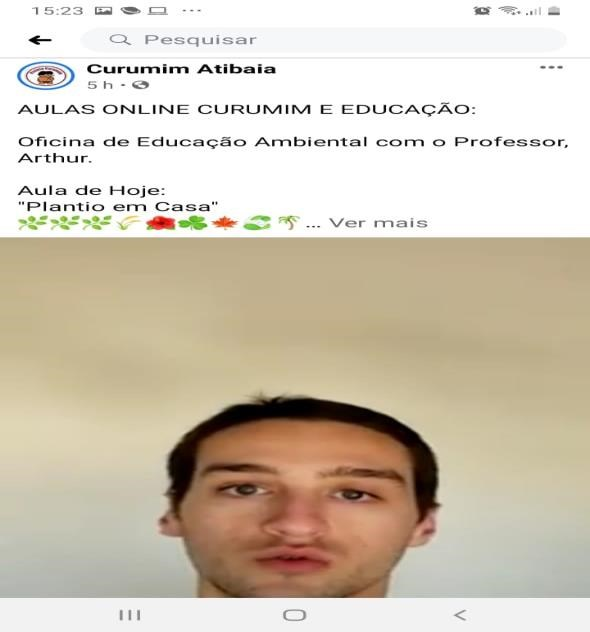 15:23
Pesquisar
Curumim Atibaia
5 h
AULAS ONLINE CURUMIM E EDUCAÇÃO:
Oficina de Educação Ambiental com o Professor,
Arthur.
Aula de Hoje:
"Plantio em Casa"
🌿🌿🌿🌾🌺☘️🍁♻️🌴 ... Ver mais